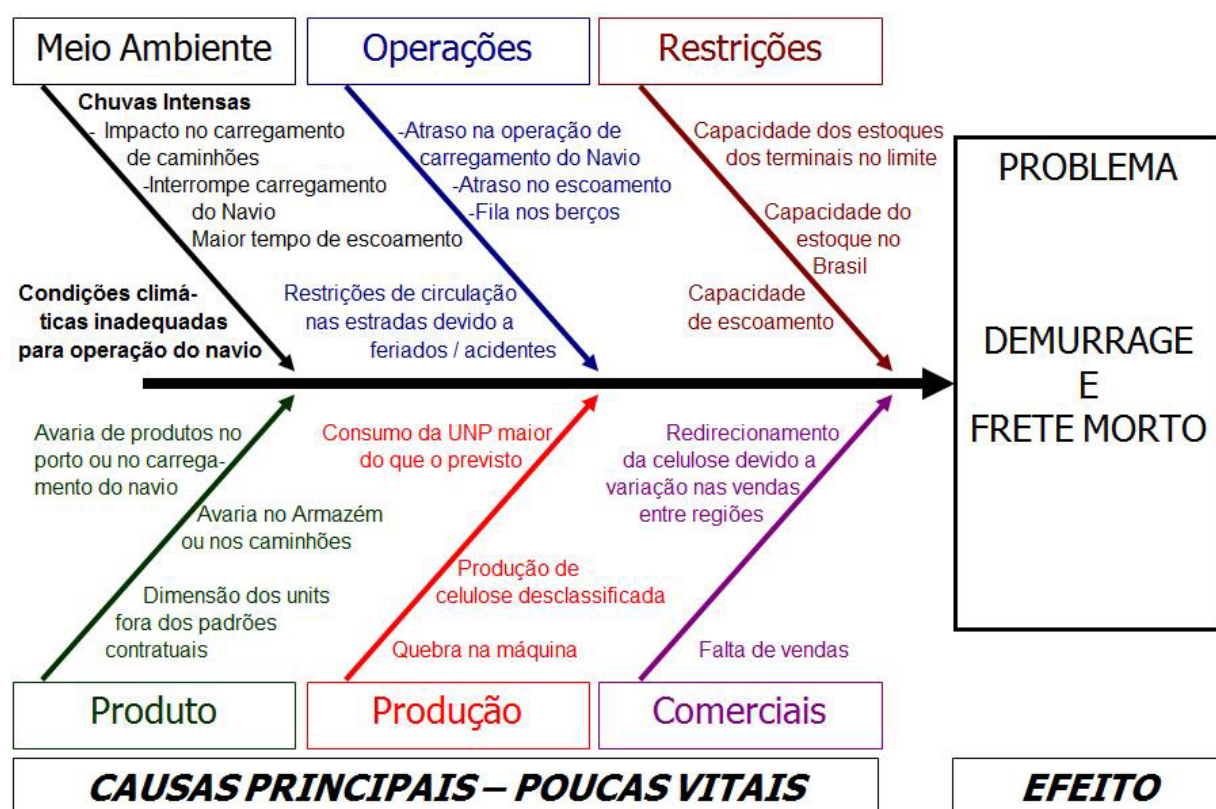 Meio Ambiente
Chuvas Intensas
- Impacto no carregamento
de caminhões
-Interrompe carregamento
do Navio
Maior tempo de escoamento
Condições climá-
ticas inadequadas
para operação do navio
Operações
-Atraso na operação de
carregamento do Navio
-Atraso no escoamento
-Fila nos berços
Restrições de circulação
nas estradas devido a
feriados / acidentes
Restrições
Capacidade dos estoques
dos terminais no limite
Capacidade do
estoque no
Brasil
Capacidade
de escoamento
PROBLEMA
DEMURRAGE
E
FRETE MORTO
Avaria de produtos no
porto ou no carrega-
mento do navio
Avaria no Armazém
ou nos caminhões
Dimensão dos units
fora dos padrões
contratuais
Produto
Consumo da UNP maior
do que o previsto
Produção de
celulose desclassificada
Quebra na máquina
Produção
Redirecionamento
da celulose devido a
variação nas vendas
entre regiões
Falta de vendas
Comerciais
CAUSAS PRINCIPAIS – POUCAS VITAIS
EFEITO